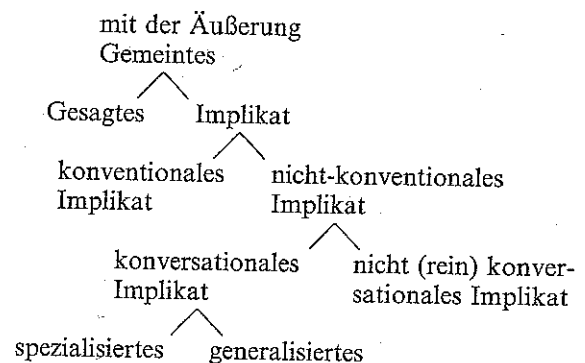 mit der Äußerung
Gemeintes
Gesagtes Implikat
konventionales nicht-konventionales
Implikat Implikat
konversationales nicht (rein) konver-
Implikat sationales Implikat
spezialisiertes generalisiertes